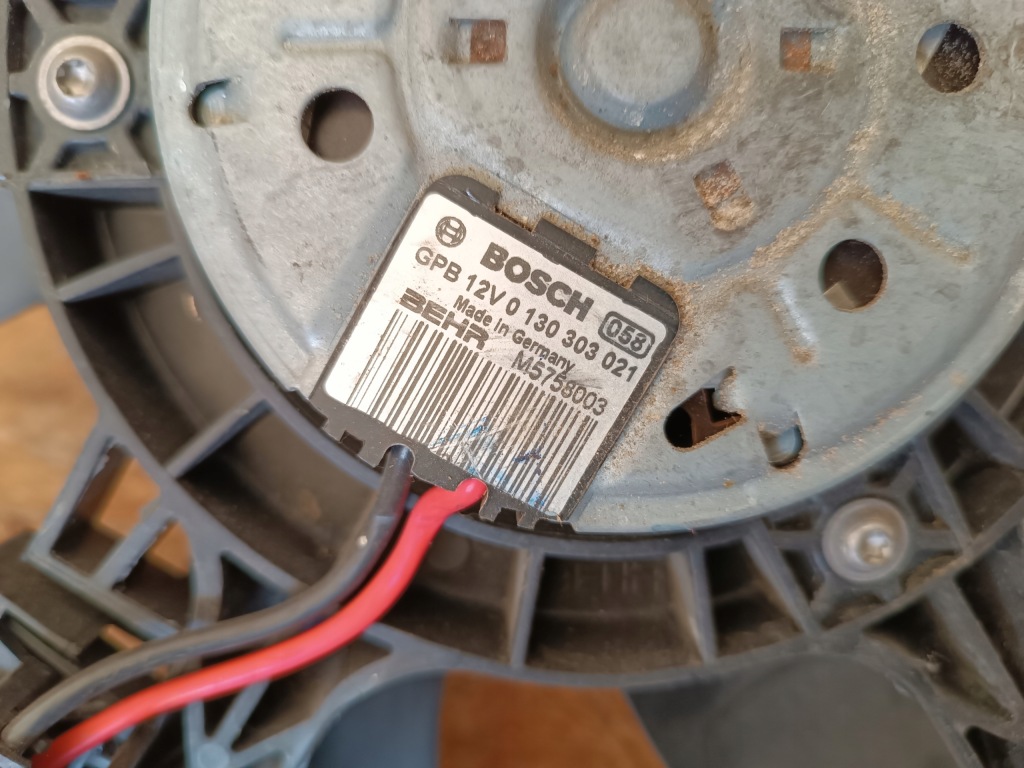 BOSCH
GPB 12V 0 130 303 021
Made in Germany 058
BEHR M5758003